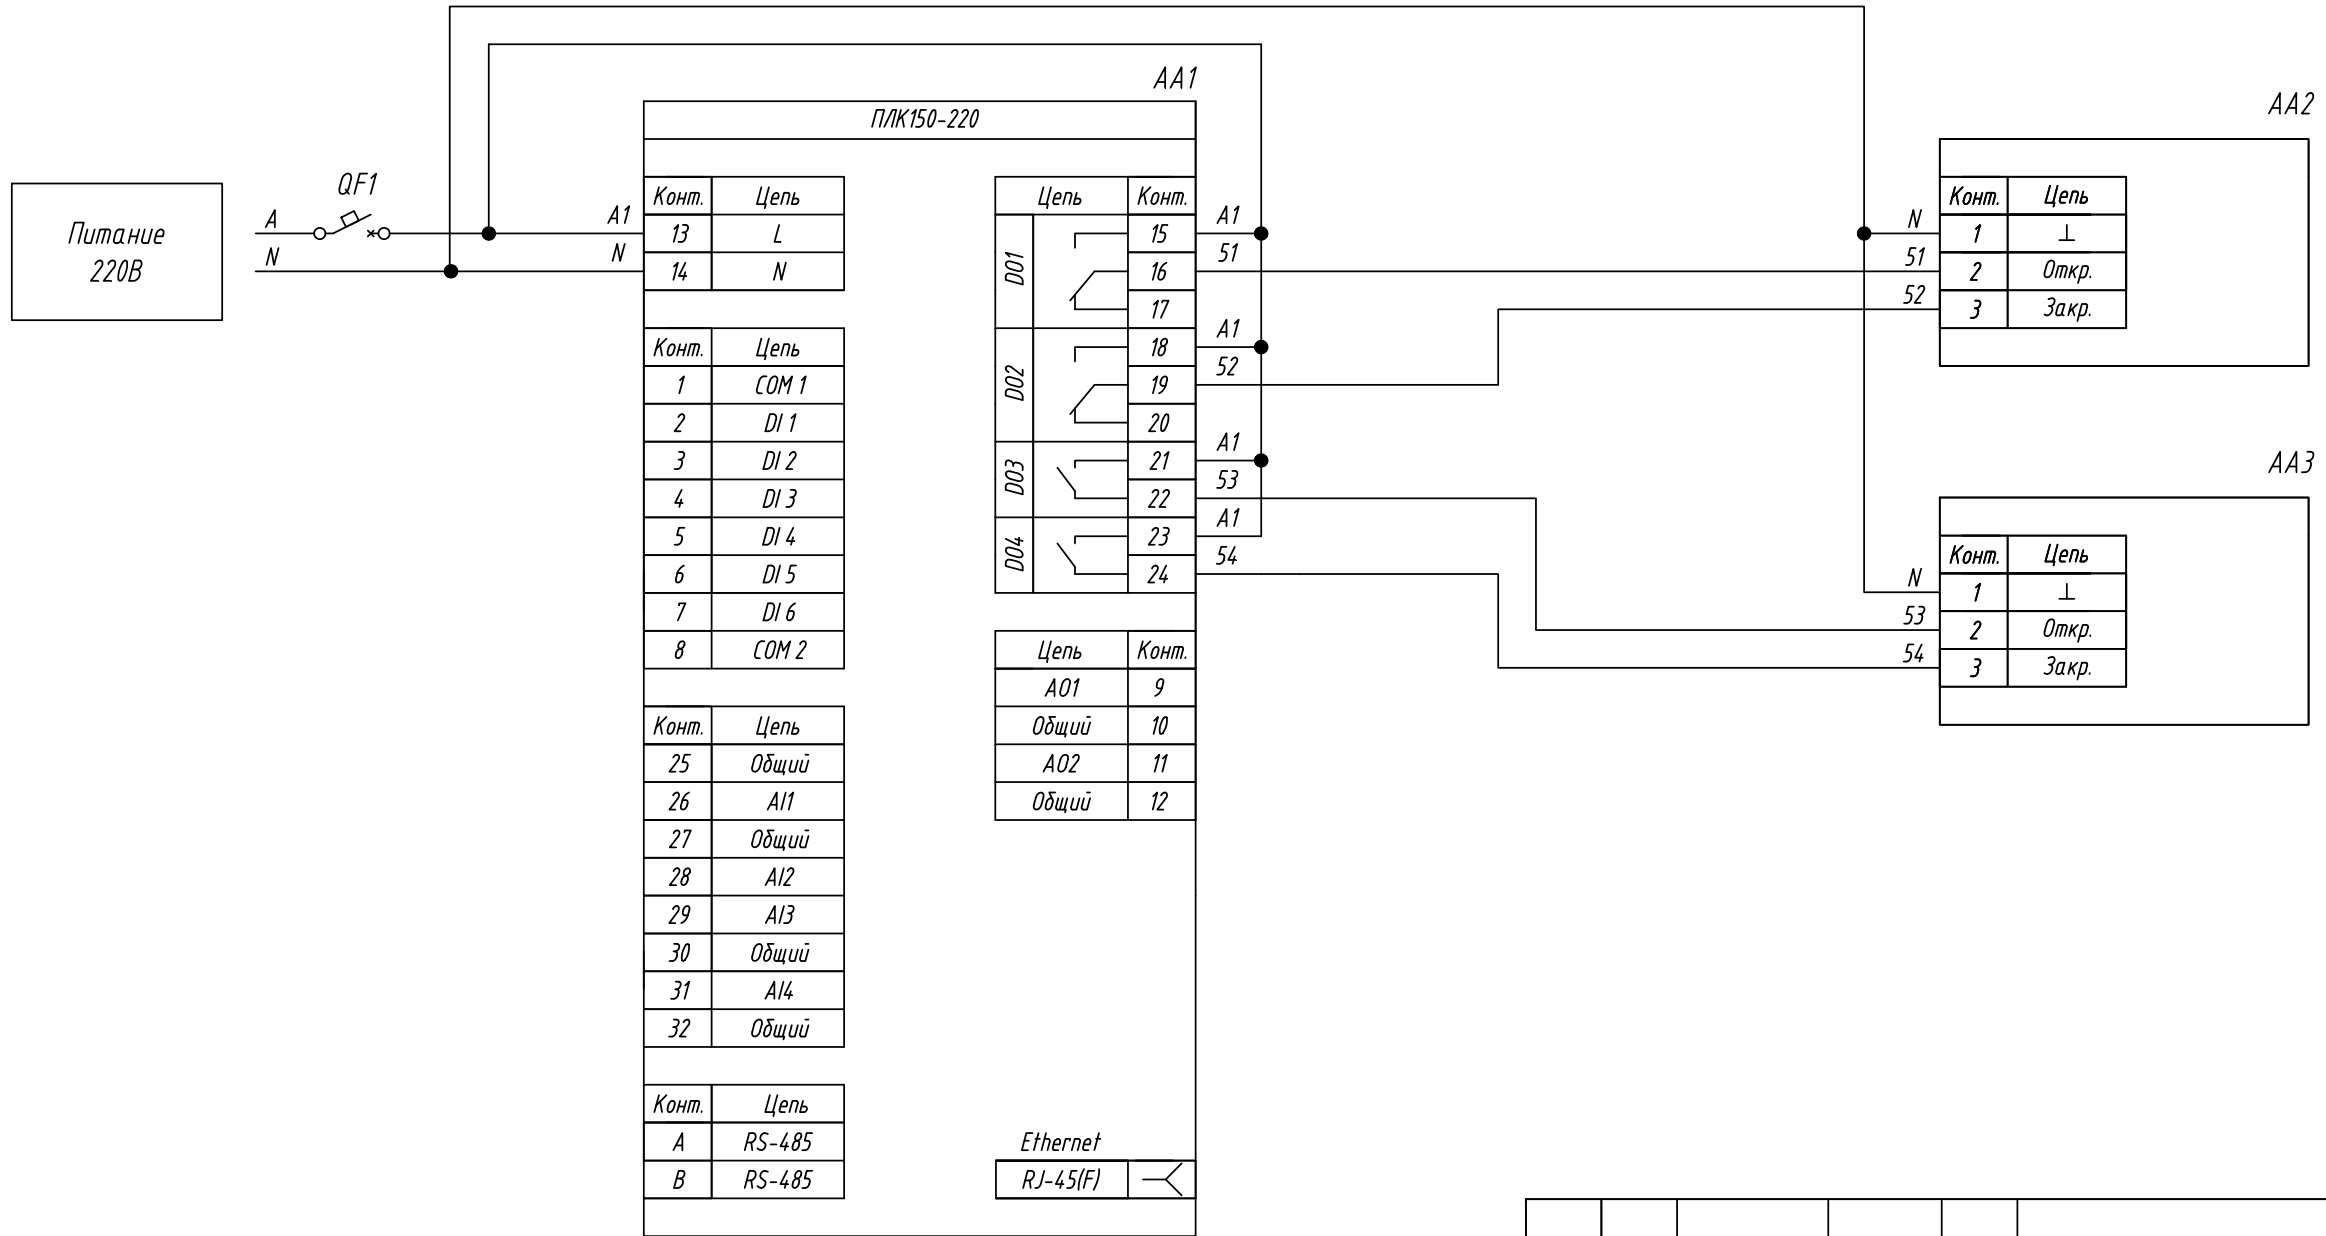 AA1
AA2
ПЛК150-220
QF1
Питание
220В
A
N
A1
N
Конт. Цепь
13 L
14 N
Конт. Цепь
1 COM 1
2 DI 1
3 DI 2
4 DI 3
5 DI 4
6 DI 5
7 DI 6
8 COM 2
Конт. Цепь
25 Общий
26 AI1
27 Общий
28 AI2
29 AI3
30 Общий
31 AI4
32 Общий
Конт. Цепь
A RS-485
B RS-485
Цепь Конт.
DO1
15 A1
16 51
17
DO2
18 A1
19 52
20
DO3
21 A1
22 53
DO4
23 A1
24 54
Цепь Конт.
AO1 9
Общий 10
AO2 11
Общий 12
Ethernet
RJ-45(F)
Конт. Цепь
N 1 ⊥
51 2 Откр.
52 3 Закр.
AA3
Конт. Цепь
N 1 ⊥
53 2 Откр.
54 3 Закр.